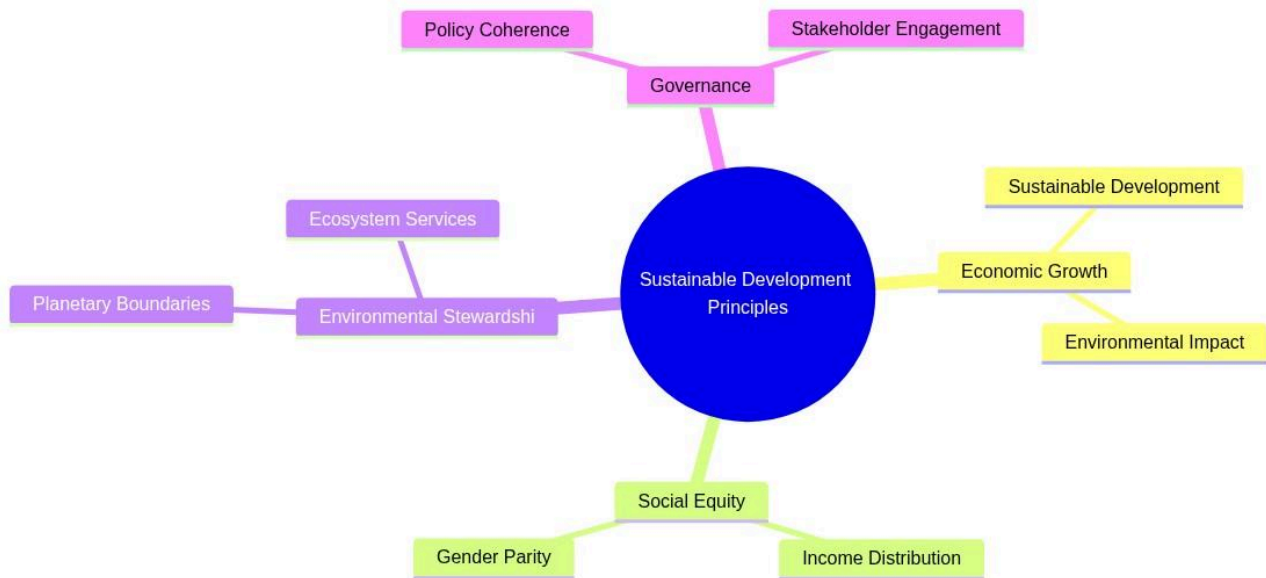 Policy Coherence
Stakeholder Engagement
Governance
Sustainable Development
Ecosystem Services
Economic Growth
Sustainable Development
Principles
Planetary Boundaries
Environmental Stewardshi
Environmental Impact
Social Equity
Gender Parity
Income Distribution